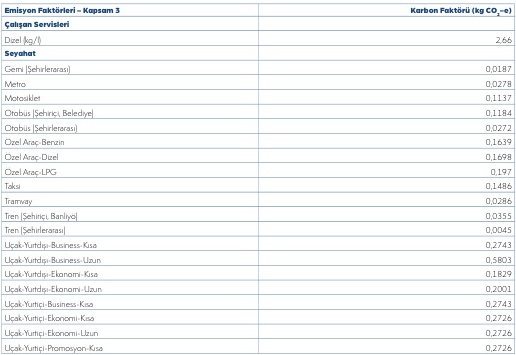 Emisyon Faktörleri – Kapsam 3 Karbon Faktörü (kg CO2-e)
Çalışan Servisleri
Dizel (kg/l) 2,66
Seyahat
Gemi (Şehirlerarası) 0,0187
Metro 0,0278
Motosiklet 0,1137
Otobüs (Şehiriçi, Belediye) 0,1184
Otobüs (Şehirlerarası) 0,0272
Özel Araç-Benzin 0,1639
Özel Araç-Dizel 0,1698
Özel Araç-LPG 0,197
Taksi 0,1486
Tramvay 0,0286
Tren (Şehiriçi, Banliyö) 0,0355
Tren (Şehirlerarası) 0,0045
Uçak-Yurtdışı-Business-Kısa 0,2743
Uçak-Yurtdışı-Business-Uzun 0,5803
Uçak-Yurtdışı-Ekonomi-Kısa 0,1829
Uçak-Yurtdışı-Ekonomi-Uzun 0,2001
Uçak-Yurtiçi-Business-Kısa 0,2743
Uçak-Yurtiçi-Ekonomi-Kısa 0,2726
Uçak-Yurtiçi-Ekonomi-Uzun 0,2726
Uçak-Yurtiçi-Promosyon-Kısa 0,2726